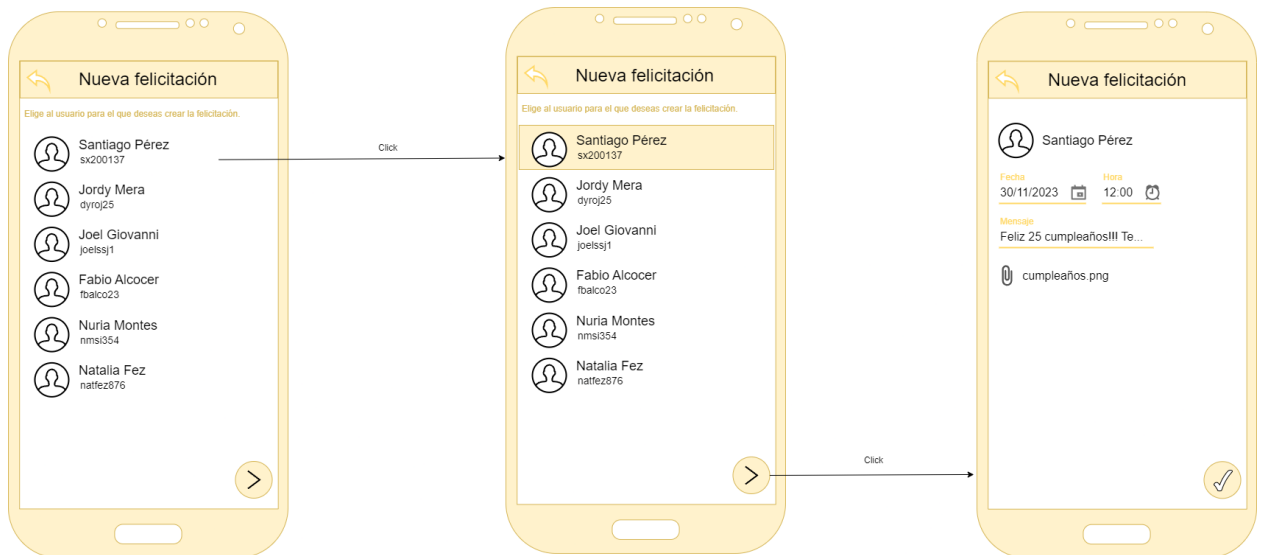 Nueva felicitación
Elige al usuario para el que deseas crear la felicitación.
Santiago Pérez
sx200137
Jordy Mera
dyroj25
Joel Giovanni
joelssj1
Fabio Alcocer
fbalco23
Nuria Montes
nmsi354
Natalia Fez
natfez876
Click
Nueva felicitación
Elige al usuario para el que deseas crear la felicitación.
Santiago Pérez
sx200137
Jordy Mera
dyroj25
Joel Giovanni
joelssj1
Fabio Alcocer
fbalco23
Nuria Montes
nmsi354
Natalia Fez
natfez876
Click
Nueva felicitación
Santiago Pérez
Fecha Hora
30/11/2023 12:00
Mensaje
Feliz 25 cumpleaños!!! Te...
cumpleaños.png